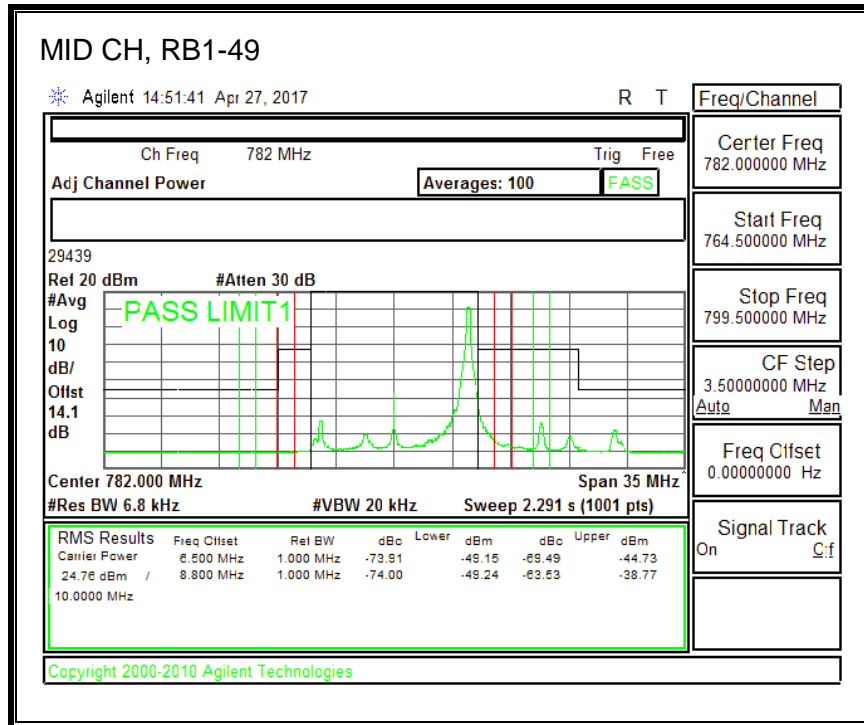 MID CH, RB1-49
Agilent 14:51:41 Apr 27, 2017 R T
Freq/Channel
Ch Freq 782 MHz Trig Free
Adj Channel Power Averages: 100 PASS
Center Freq
782.000000 MHz
Start Freq
764.500000 MHz
29439
Ref 20 dBm #Atten 30 dB
#Avg
Log
10
dB/
Offst
14.1
dB
PASS LIMIT1
Stop Freq
799.500000 MHz
CF Step
3.50000000 MHz
Auto Man
Center 782.000 MHz Span 35 MHz
#Res BW 6.8 kHz #VBW 20 kHz Sweep 2.291 s (1001 pts)
Freq Offset
0.00000000 Hz
Signal Track
On Off
RMS Results Freq Offset Ref BW dBc Lower dBm dBc Upper dBm
Carrier Power 6.500 MHz 1.000 MHz -73.91 -49.15 -69.49 -44.73
24.76 dBm / 8.800 MHz 1.000 MHz -74.00 -49.24 -63.53 -38.77
10.0000 MHz
Copyright 2000-2010 Agilent Technologies